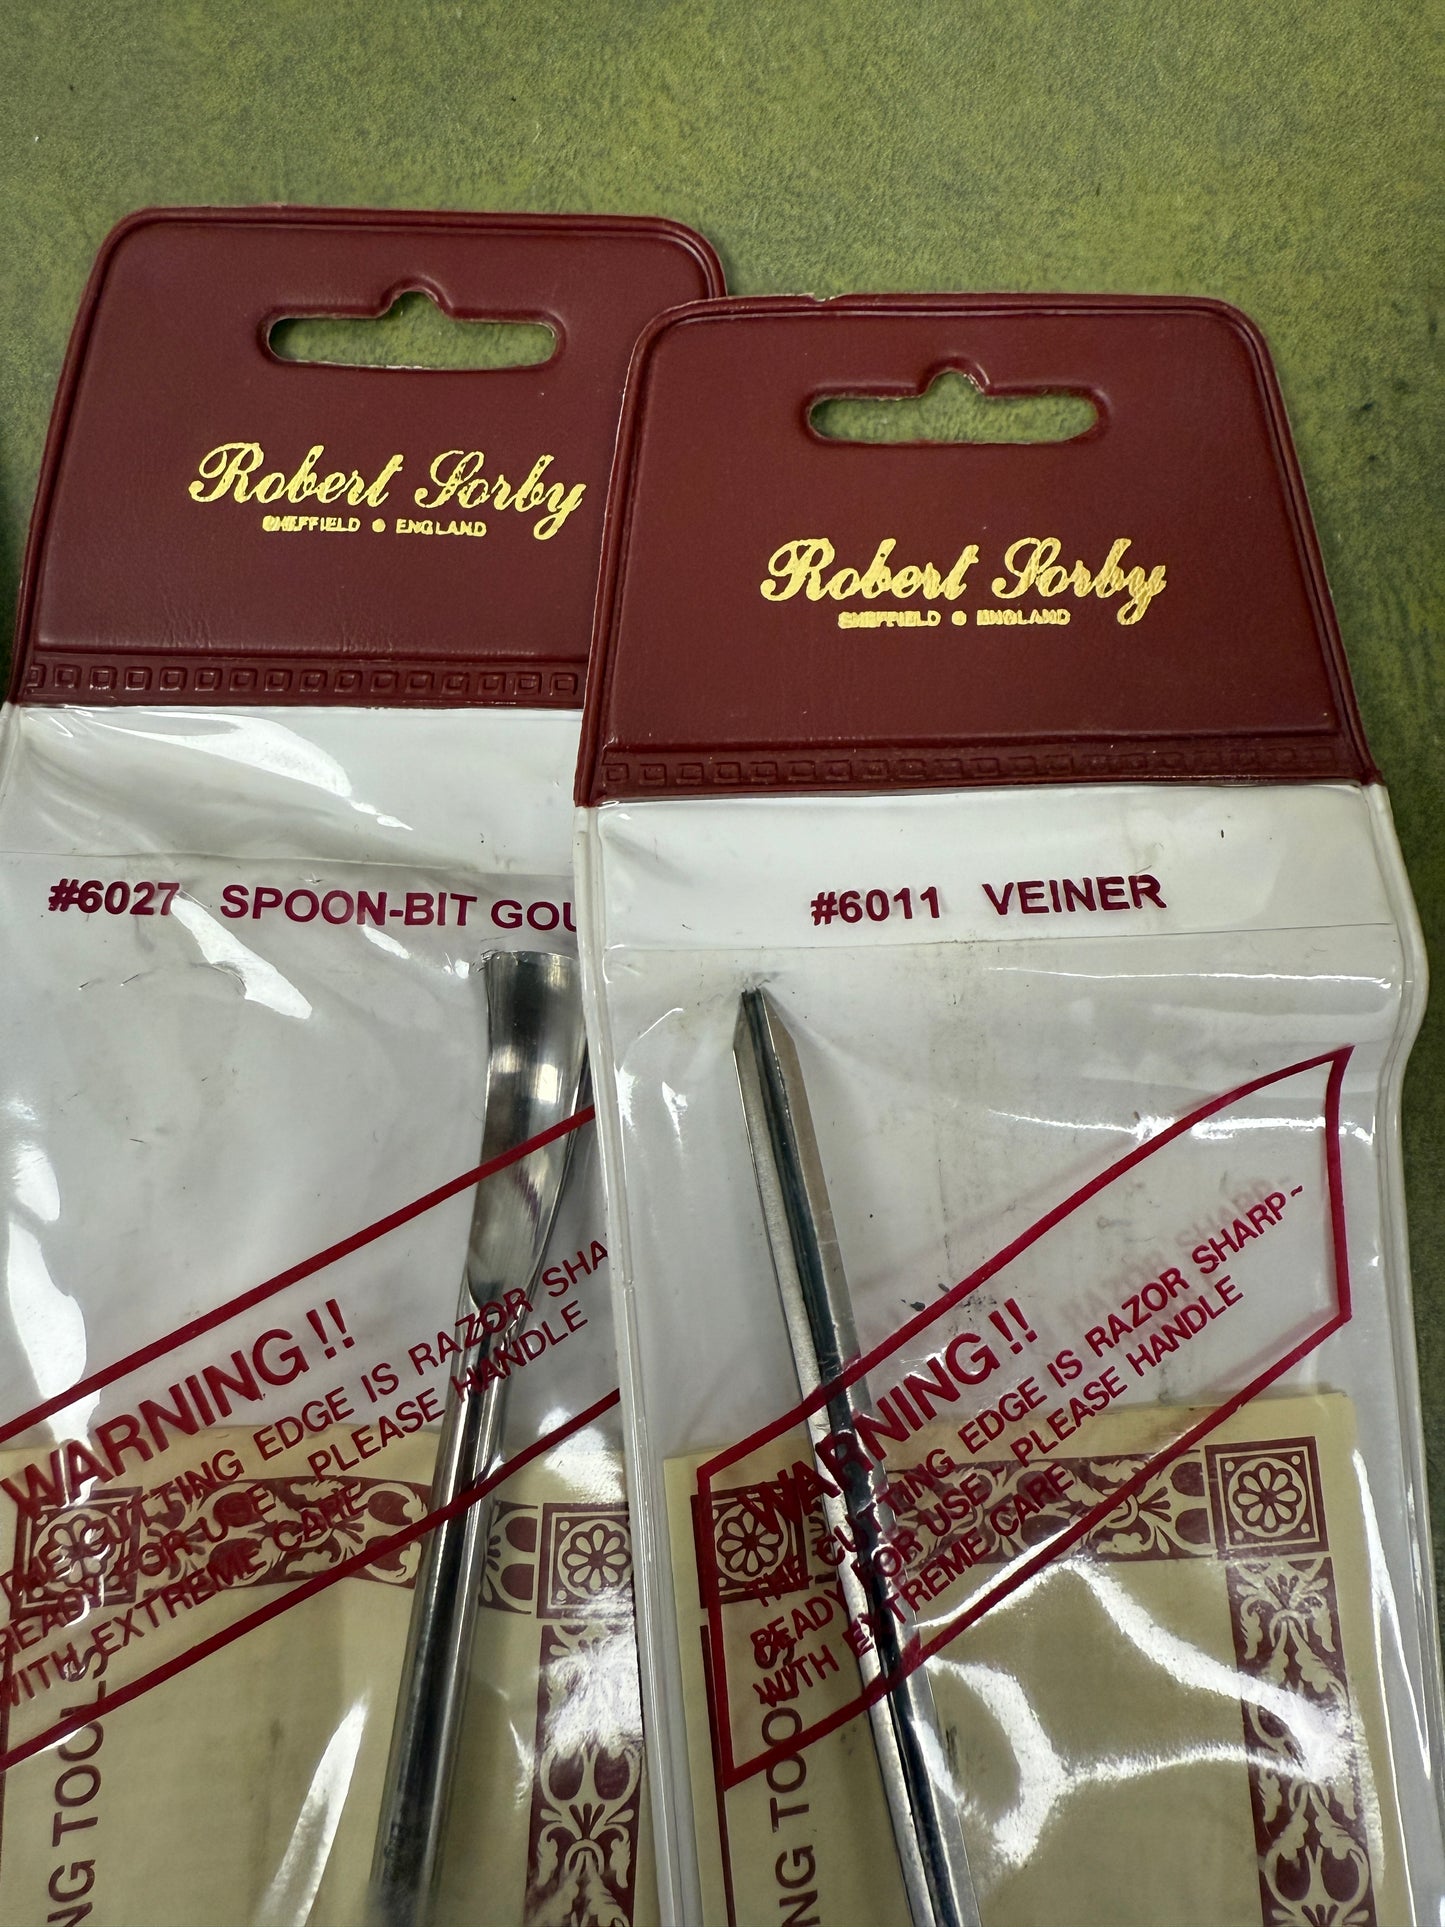 Robert Sorby
SHEFFIELD ENGLAND
#6027 SPOON-BIT
WARNING!!
THE CUTTING EDGE IS RAZOR
READY FOR USE PLEASE HANDLE
WITH EXTREME CARE
TOOLS
Robert Sorby
SHEFFIELD ENGLAND
#6011 VEINER
WARNING!!
THE CUTTING EDGE IS RAZOR SHARP~
READY FOR USE~PLEASE HANDLE
WITH EXTREME CARE